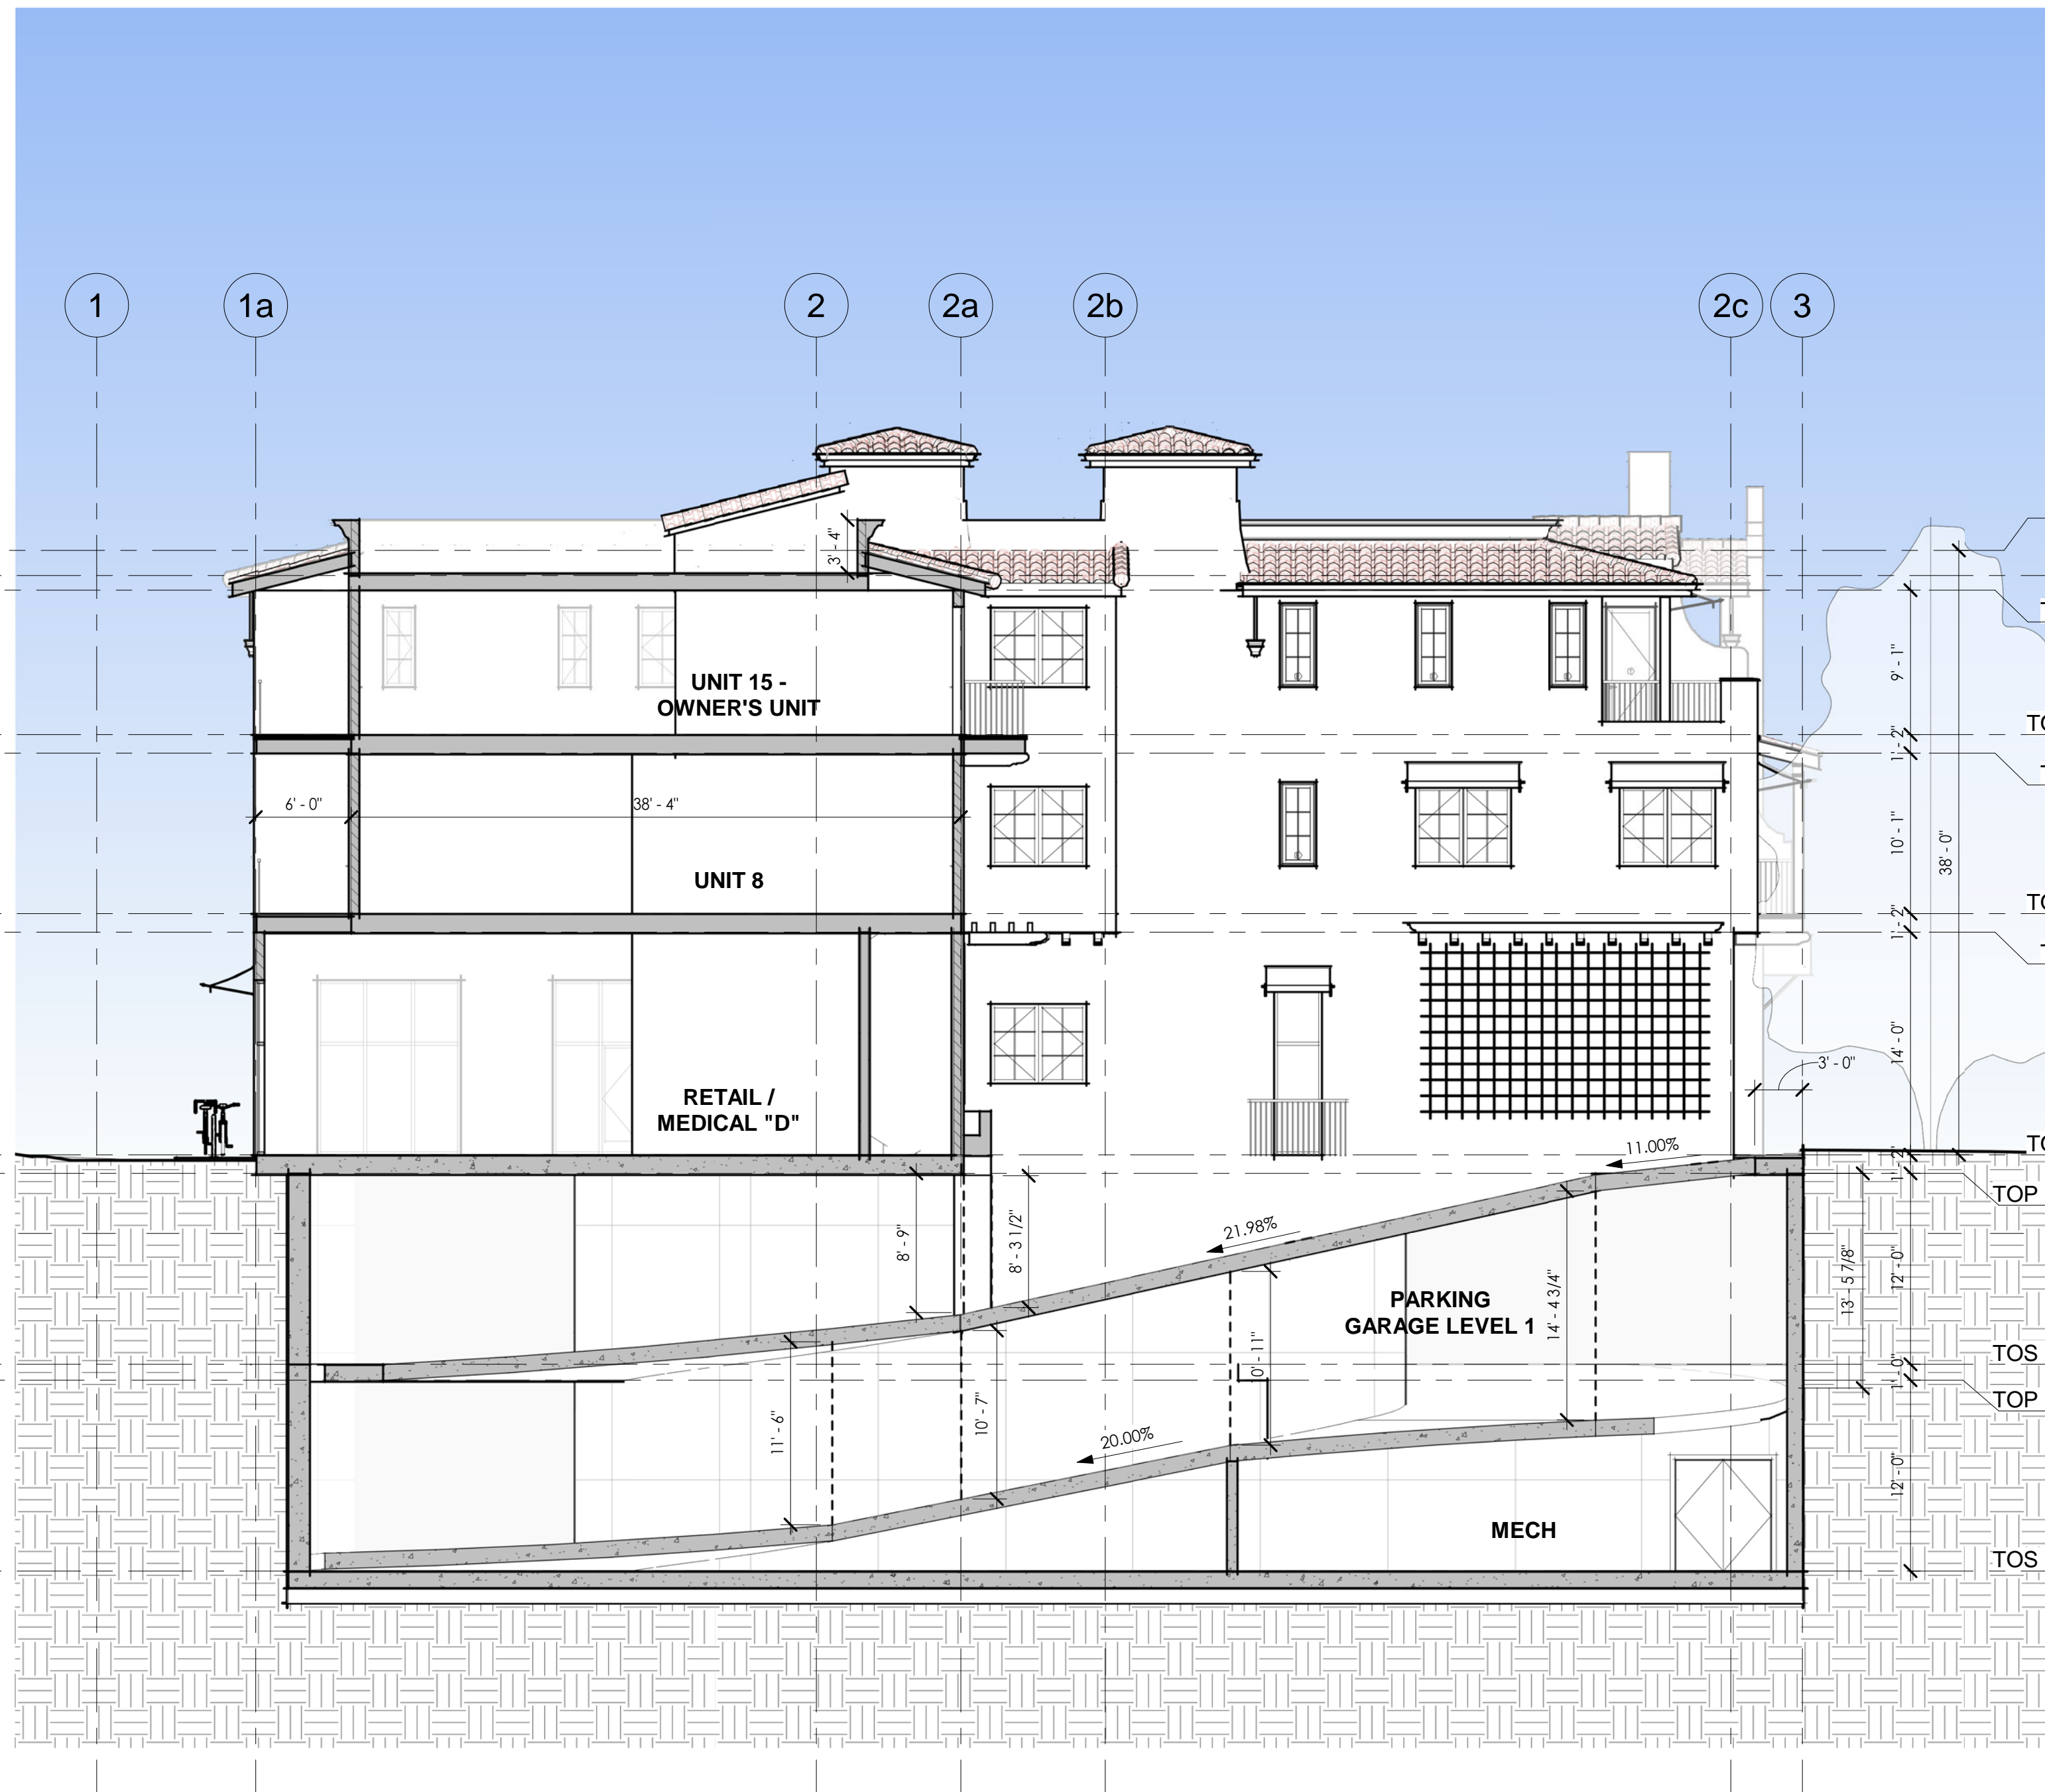 1
1a
2
2a
2b
2c
3
3' - 4"
UNIT 15 -
OWNER'S UNIT
9' - 1"
TO
1' - 2"
6' - 0"
38' - 4"
10' - 1"
38' - 0"
UNIT 8
TO
1' - 2"
RETAIL /
MEDICAL "D"
14' - 0"
3' - 0"
11.00%
TO
1' - 2"
TOP
8' - 9"
8' - 3 1/2"
21.98%
PARKING
GARAGE LEVEL 1
14' - 4 3/4"
13' - 5 7/8"
12' - 0"
10' - 11"
TOS
1' - 0"
TOP
11' - 6"
10' - 7"
20.00%
12' - 0"
MECH
TOS